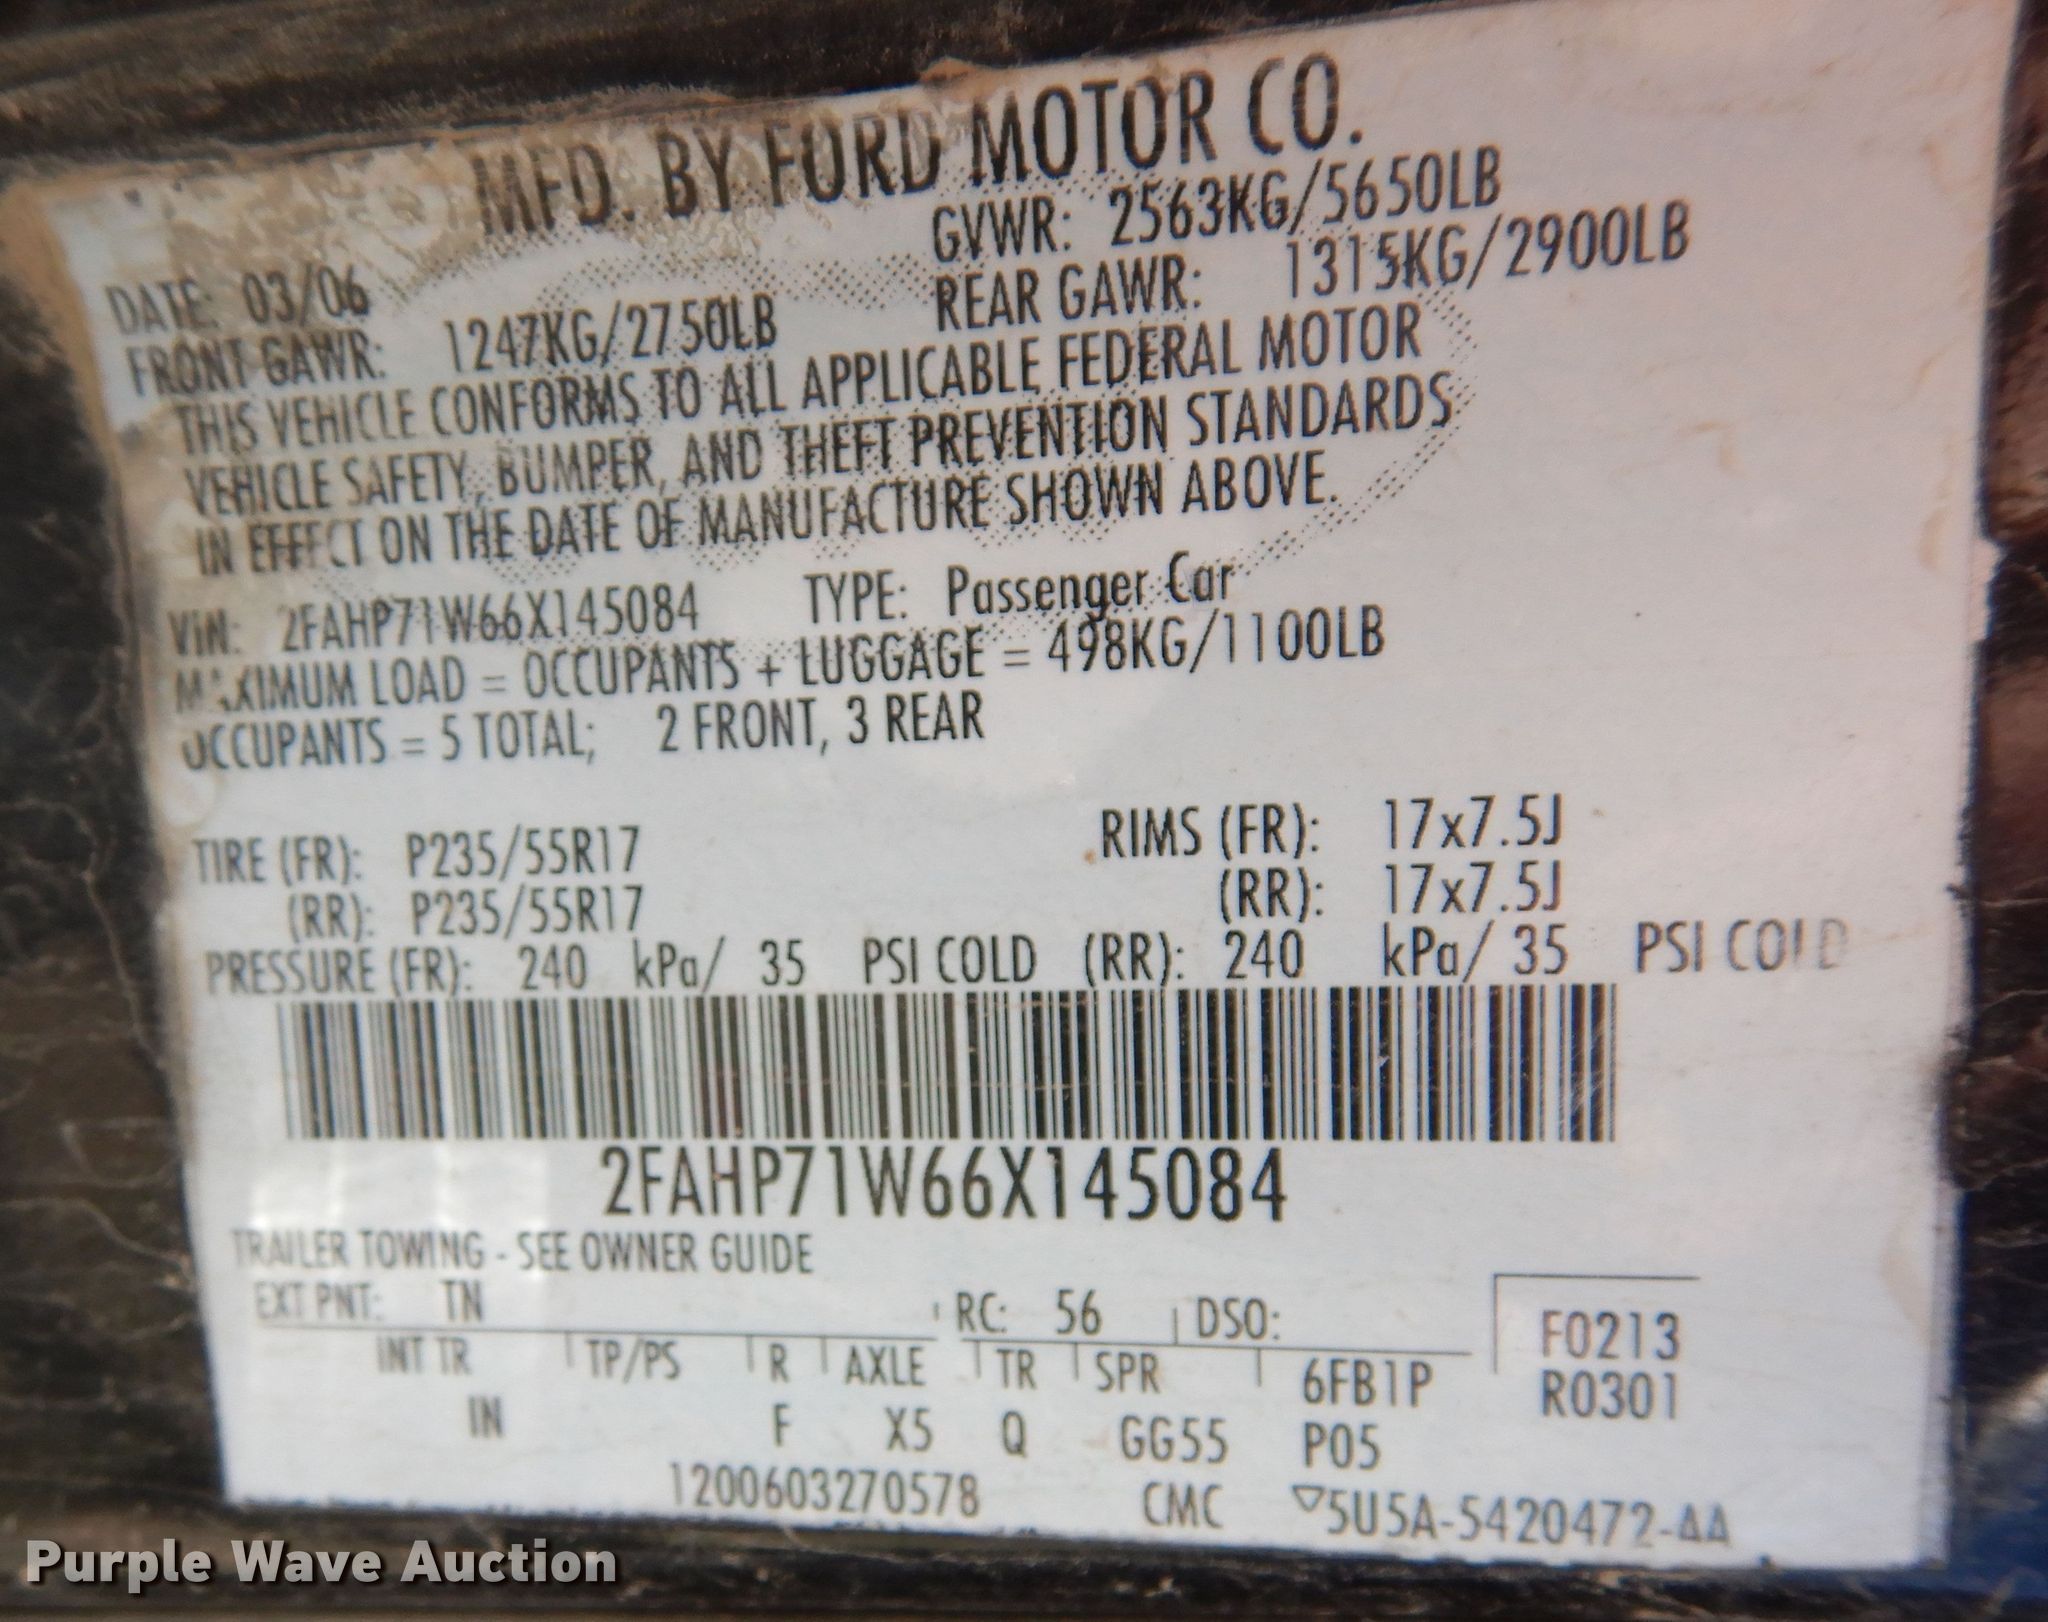 MFD. BY FORD MOTOR CO.
DATE: 03/06 GVWR: 2563KG/5650LB
FRONT GAWR: 1247KG/2750LB REAR GAWR: 1315KG/2900LB
THIS VEHICLE CONFORMS TO ALL APPLICABLE FEDERAL MOTOR
VEHICLE SAFETY, BUMPER, AND THEFT PREVENTION STANDARDS
IN EFFECT ON THE DATE OF MANUFACTURE SHOWN ABOVE.
VIN: 2FAHP71W66X145084 TYPE: Passenger Car
MAXIMUM LOAD = OCCUPANTS + LUGGAGE = 498KG/1100LB
OCCUPANTS = 5 TOTAL; 2 FRONT, 3 REAR
TIRE (FR): P235/55R17 RIMS (FR): 17x7.5J
(RR): P235/55R17 (RR): 17x7.5J
PRESSURE (FR): 240 kPa/ 35 PSI COLD (RR): 240 kPa/ 35 PSI COLD
2FAHP71W66X145084
TRAILER TOWING - SEE OWNER GUIDE
EXT PNT: TN RC: 56 DSO: F0213
INT TR TP/PS R AXLE TR SPR 6FB1P R0301
IN F X5 Q GG55 P05
1200603270578 CMC ▽5U5A-5420472-AA
Purple Wave Auction